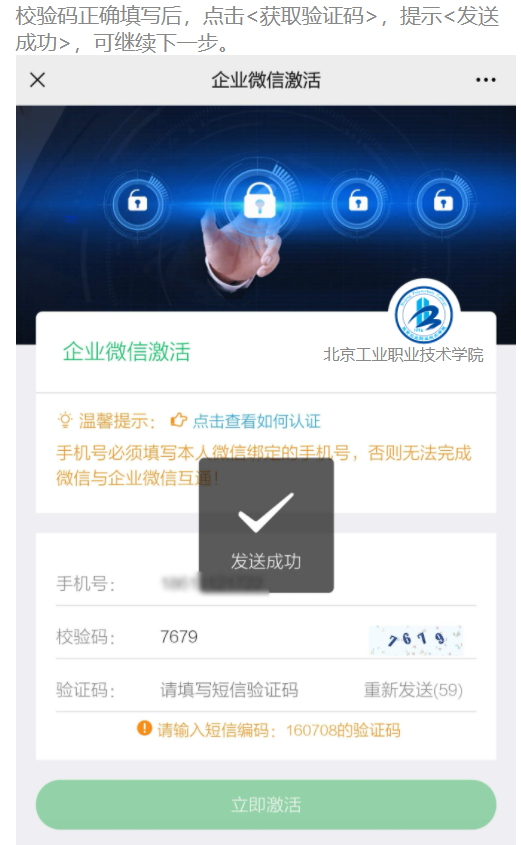 校验码正确填写后，点击<获取验证码>，提示<发送
成功>，可继续下一步。
企业微信激活
企业微信激活
北京工业职业技术学院
温馨提示： 点击查看如何认证
手机号必须填写本人微信绑定的手机号，否则无法完成
微信与企业微信互通！
发送成功
手机号：
校验码： 7679 7679
验证码： 请填写短信验证码 重新发送(59)
请输入短信编码：160708的验证码
立即激活